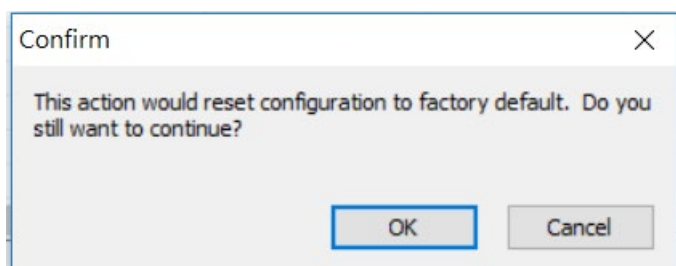 Confirm
This action would reset configuration to factory default.  Do you
still want to continue?
OK
Cancel